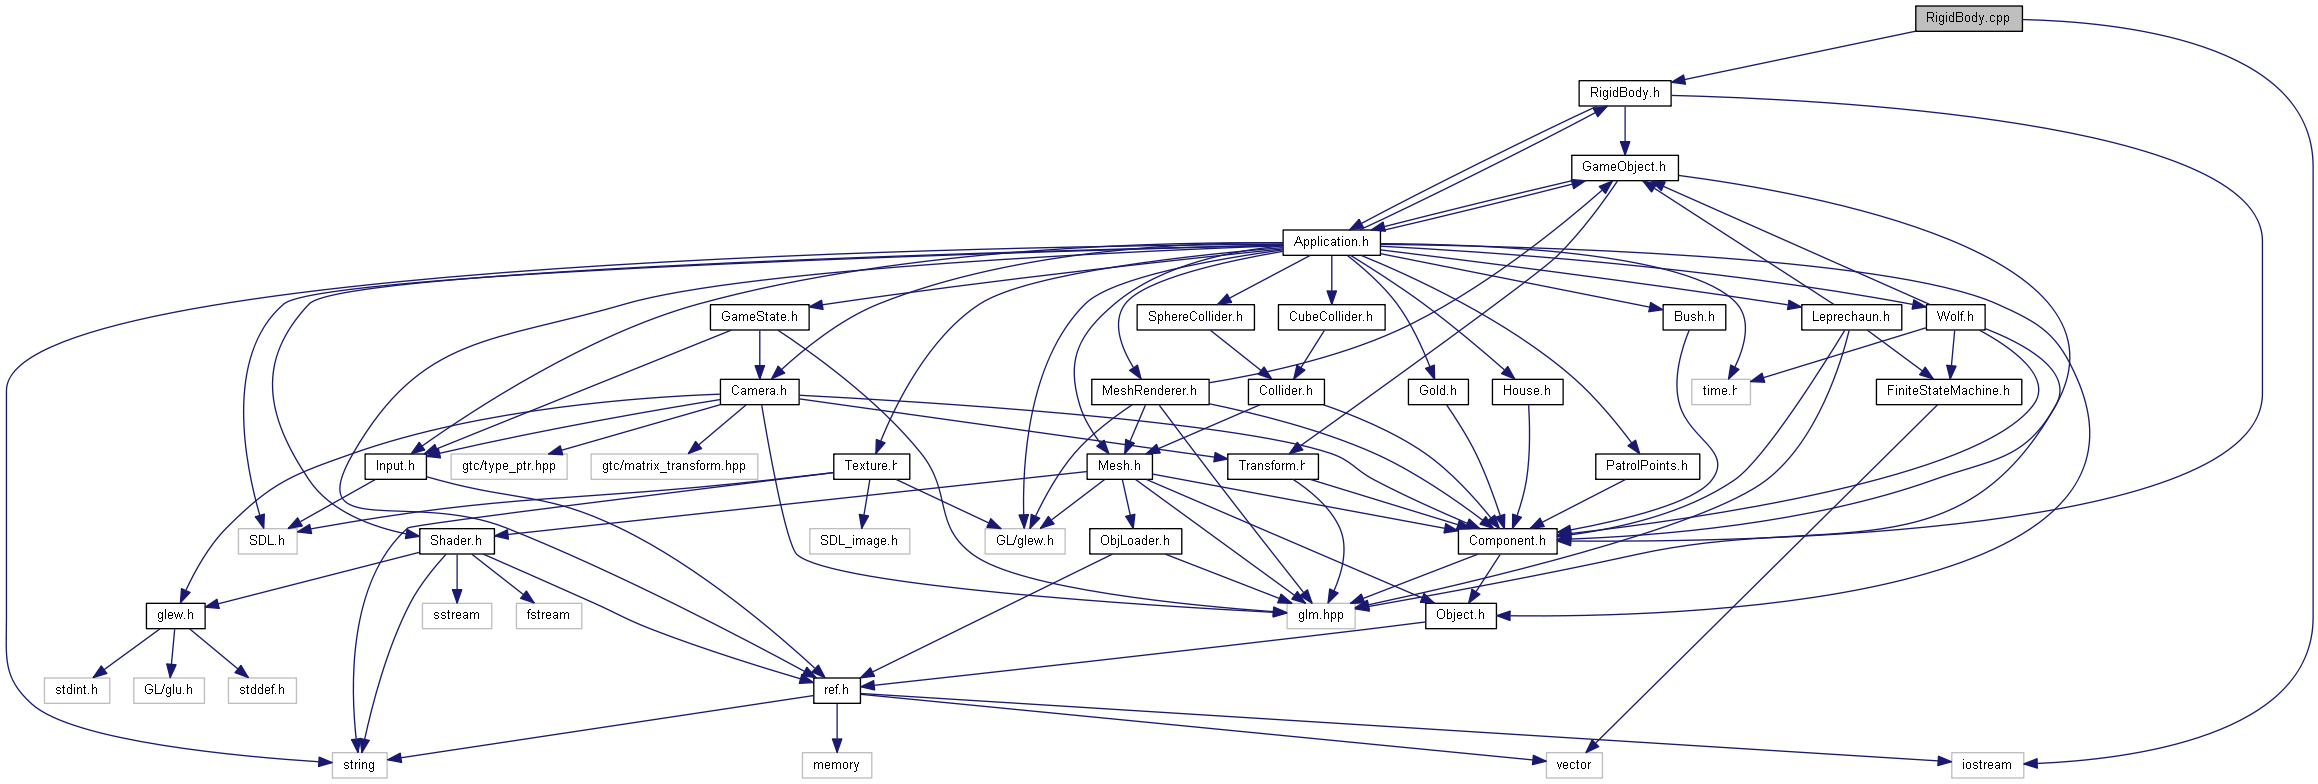 RigidBody.cpp
RigidBody.h
GameObject.h
Application.h
GameState.h
SphereCollider.h
CubeCollider.h
Bush.h
Leprechaun.h
Wolf.h
Camera.h
MeshRenderer.h
Collider.h
Gold.h
House.h
time.h
FiniteStateMachine.h
Input.h
gtc/type_ptr.hpp
gtc/matrix_transform.hpp
Texture.h
Mesh.h
Transform.h
PatrolPoints.h
SDL.h
Shader.h
SDL_image.h
GL/glew.h
ObjLoader.h
Component.h
glew.h
sstream
fstream
glm.hpp
Object.h
stdint.h
GL/glu.h
stddef.h
ref.h
string
memory
vector
iostream